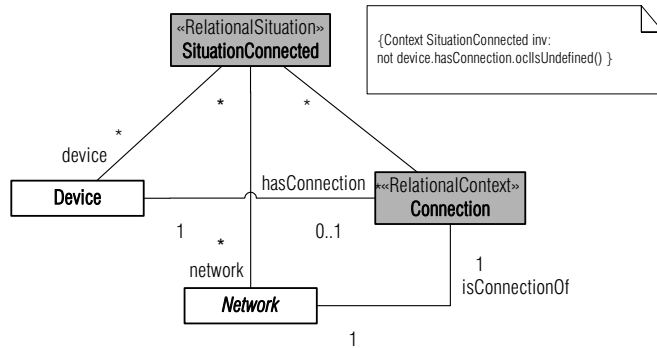 «RelationalSituation»
SituationConnected
{Context SituationConnected inv:
not device.hasConnection.oclIsUndefined() }
*
*
*
device
Device
hasConnection
*«RelationalContext»
Connection
1
0..1
*
network
1
isConnectionOf
Network
1